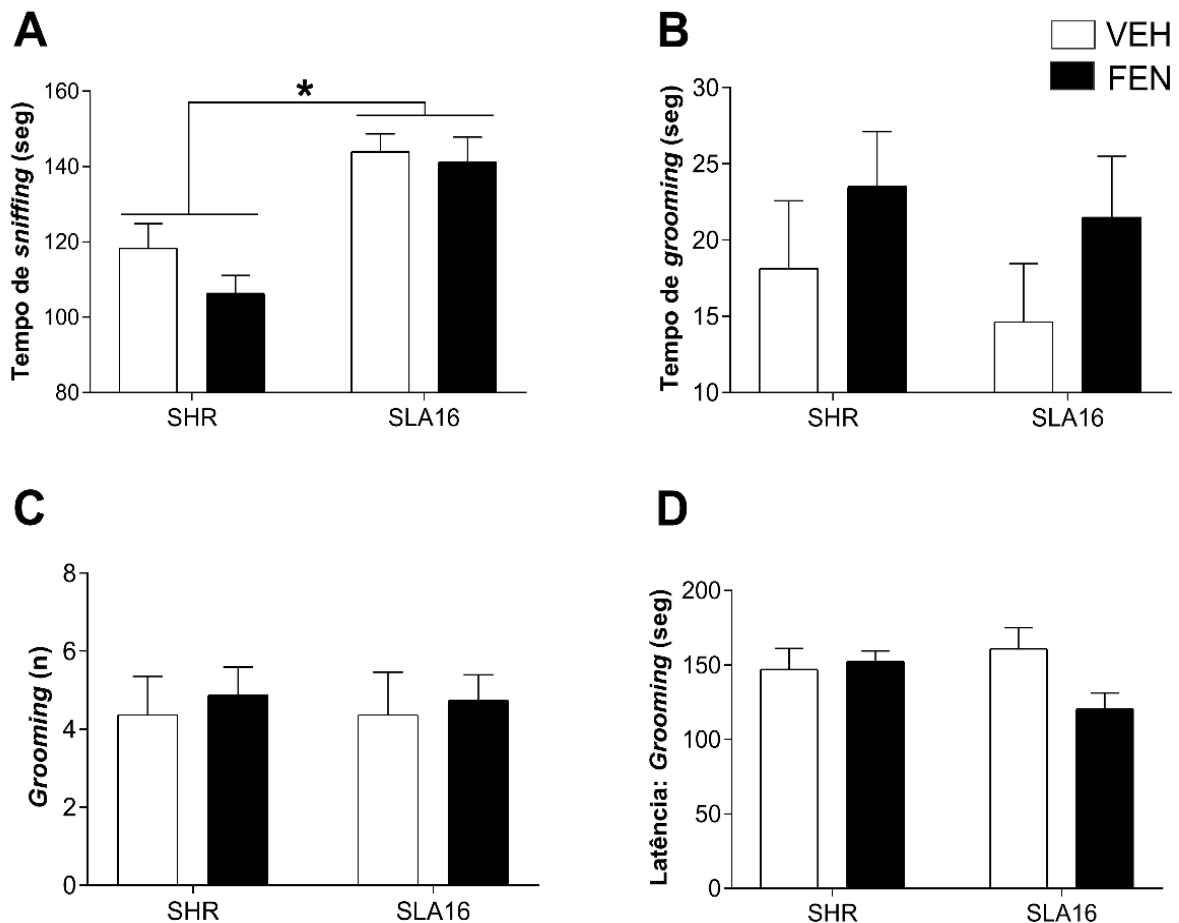 A
Tempo de sniffing (seg)
160
140
120
100
80
*
SHR
SLA16
B
VEH
FEN
Tempo de grooming (seg)
30
25
20
15
10
SHR
SLA16
C
Grooming (n)
8
6
4
2
0
SHR
SLA16
D
Latência: Grooming (seg)
200
150
100
50
0
SHR
SLA16